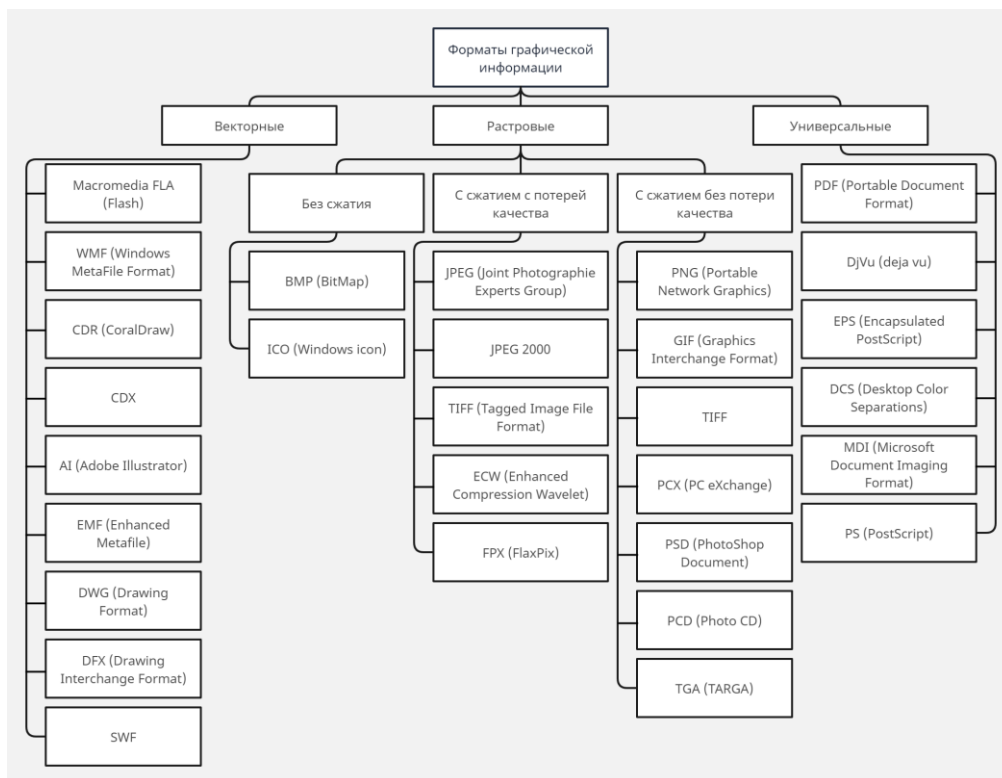 Форматы графической
информации
Векторные
Растровые
Универсальные
Macromedia FLA
(Flash)
WMF (Windows
MetaFile Format)
CDR (CoralDraw)
CDX
AI (Adobe Illustrator)
EMF (Enhanced
Metafile)
DWG (Drawing
Format)
DFX (Drawing
Interchange Format)
SWF
Без сжатия
BMP (BitMap)
ICO (Windows icon)
С сжатием с потерей
качества
JPEG (Joint Photographie
Experts Group)
JPEG 2000
TIFF (Tagged Image File
Format)
ECW (Enhanced
Compression Wavelet)
FPX (FlaxPix)
С сжатием без потери
качества
PNG (Portable
Network Graphics)
GIF (Graphics
Interchange Format)
TIFF
PCX (PC eXchange)
PSD (PhotoShop
Document)
PCD (Photo CD)
TGA (TARGA)
PDF (Portable Document
Format)
DjVu (deja vu)
EPS (Encapsulated
PostScript)
DCS (Desktop Color
Separations)
MDI (Microsoft
Document Imaging
Format)
PS (PostScript)